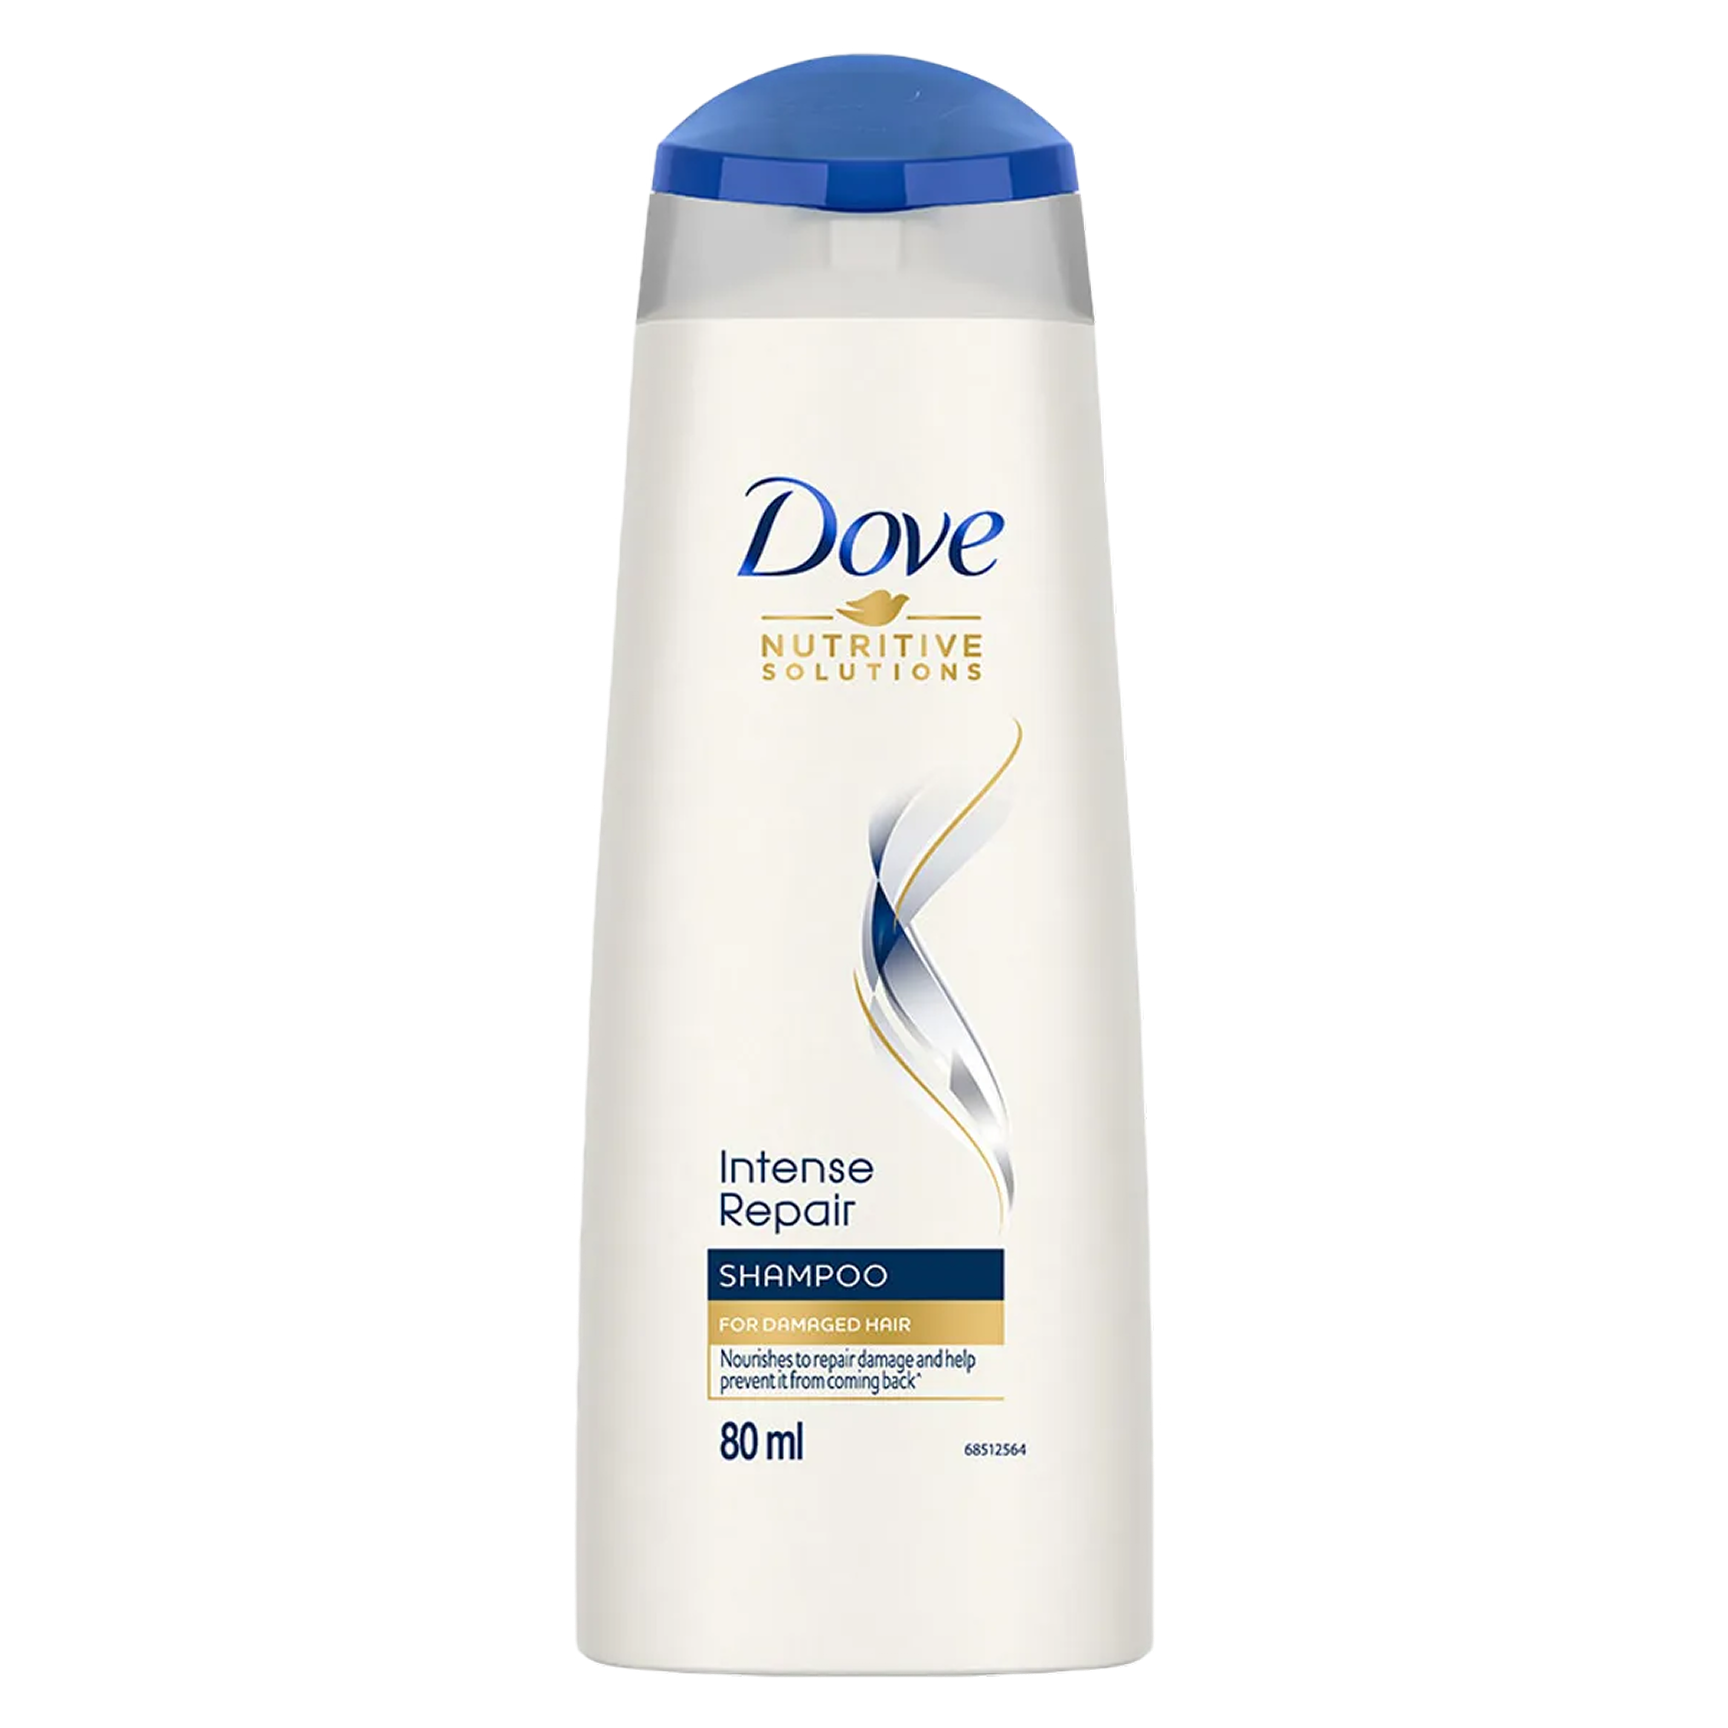 Dove
NUTRITIVE
SOLUTIONS
Intense
Repair
SHAMPOO
FOR DAMAGED HAIR
Nourishes to repair damage and help
prevent it from coming back^
80 ml
68512564